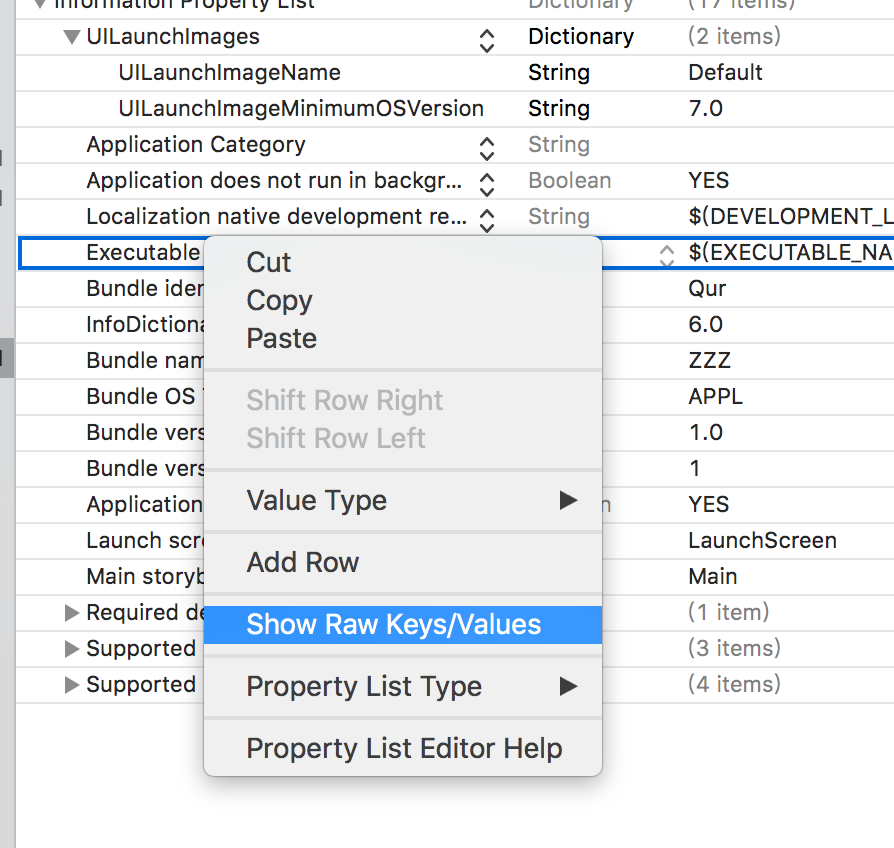 Information Property List Dictionary (17 items)
UILaunchImages Dictionary (2 items)
UILaunchImageName String Default
UILaunchImageMinimumOSVersion String 7.0
Application Category String
Application does not run in backgr... Boolean YES
Localization native development re... String $(DEVELOPMENT_L
Executable $(EXECUTABLE_NA
Bundle iden Qur
InfoDictiona 6.0
Bundle nam ZZZ
Bundle OS APPL
Bundle vers 1.0
Bundle vers 1
Application n YES
Launch scre LaunchScreen
Main storyb Main
Required de (1 item)
Supported (3 items)
Supported (4 items)
Cut
Copy
Paste
Shift Row Right
Shift Row Left
Value Type
Add Row
Show Raw Keys/Values
Property List Type
Property List Editor Help